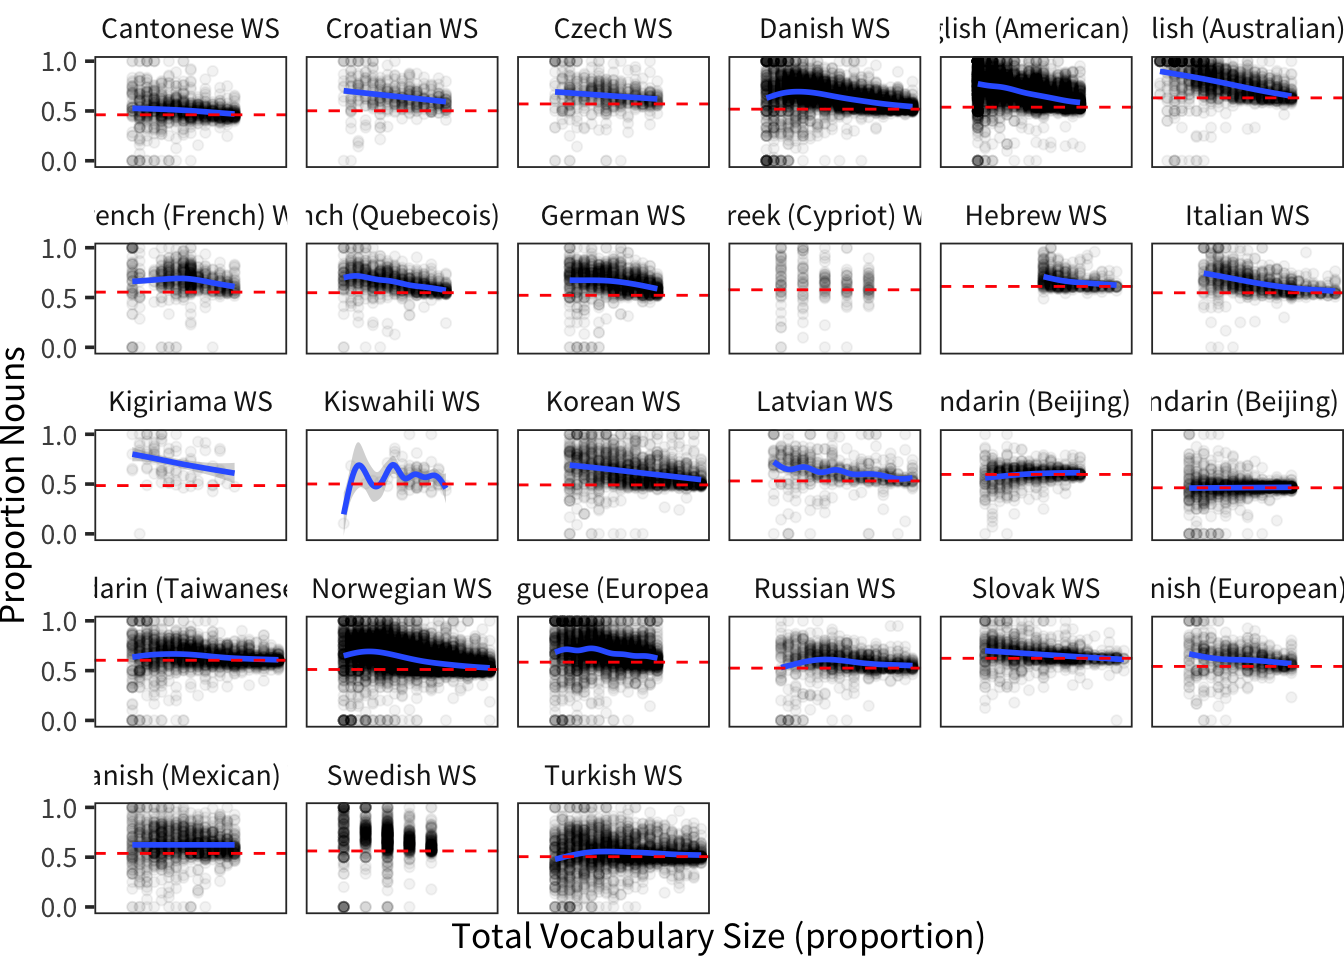 Cantonese WS
Croatian WS
Czech WS
Danish WS
glish (American)
lish (Australian)
1.0
0.5
0.0
ench (French) W
nch (Quebecois)
German WS
reek (Cypriot) W
Hebrew WS
Italian WS
1.0
0.5
0.0
Kigiriama WS
Kiswahili WS
Korean WS
Latvian WS
ndarin (Beijing)
ndarin (Beijing)
1.0
0.5
0.0
darin (Taiwanese
Norwegian WS
guese (Europea
Russian WS
Slovak WS
nish (European)
1.0
0.5
0.0
anish (Mexican)
Swedish WS
Turkish WS
1.0
0.5
0.0
Proportion Nouns
Total Vocabulary Size (proportion)